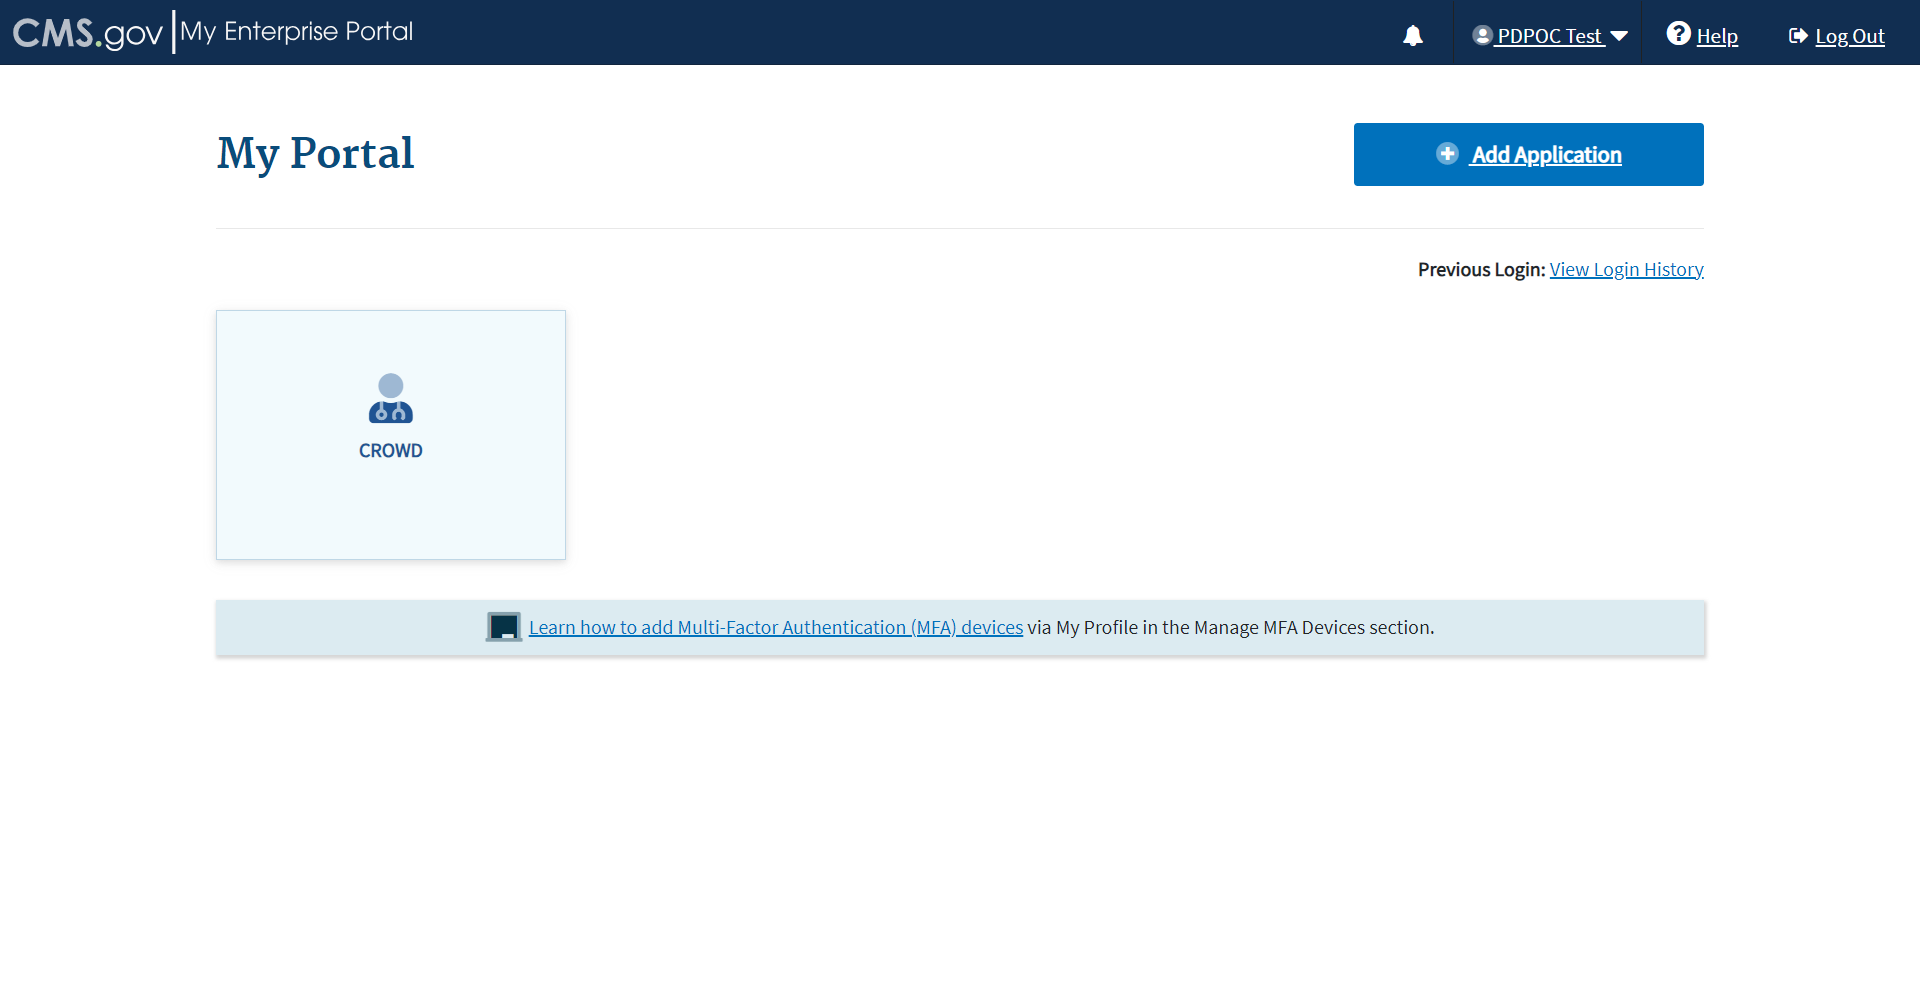 CMS.gov | My Enterprise Portal
PDPOC Test
Help
Log Out
My Portal
Add Application
Previous Login: View Login History
CROWD
Learn how to add Multi-Factor Authentication (MFA) devices via My Profile in the Manage MFA Devices section.